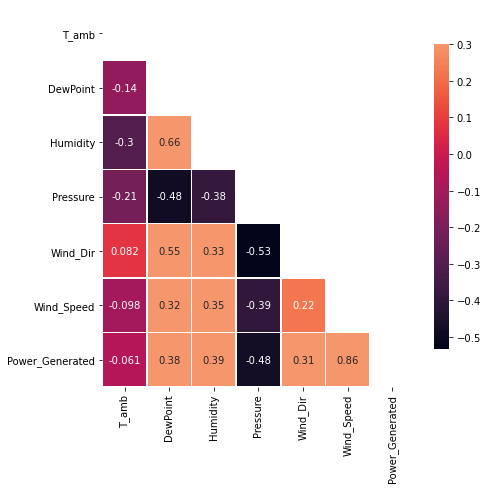 T_amb
DewPoint -0.14
Humidity -0.3 0.66
Pressure -0.21 -0.48 -0.38
Wind_Dir 0.082 0.55 0.33 -0.53
Wind_Speed -0.098 0.32 0.35 -0.39 0.22
Power_Generated -0.061 0.38 0.39 -0.48 0.31 0.86
T_amb
DewPoint
Humidity
Pressure
Wind_Dir
Wind_Speed
Power_Generated
0.3
0.2
0.1
0.0
−0.1
−0.2
−0.3
−0.4
−0.5